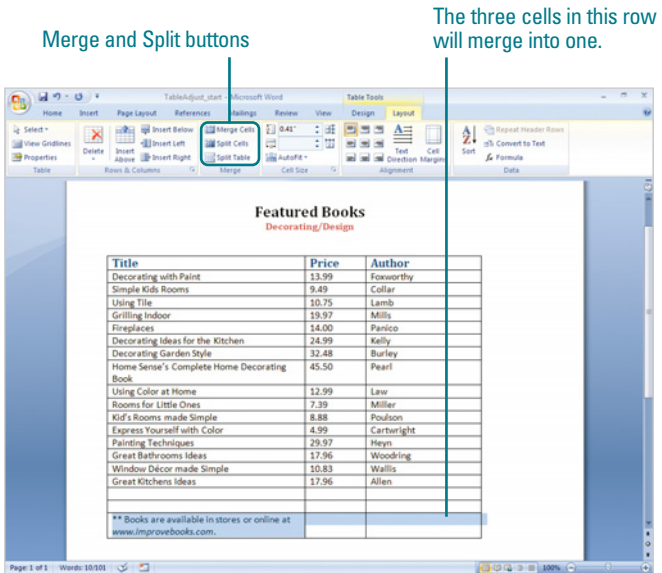 The three cells in this row
will merge into one.
Merge and Split buttons
TableAdjust_start - Microsoft Word
Table Tools
Home Insert Page Layout References Mailings Review View Design Layout
Select
View Gridlines
Properties
Table
Delete
Insert Above
Insert Below
Insert Left
Insert Right
Rows & Columns
Merge Cells
Split Cells
Split Table
Merge
0.41"
AutoFit
Cell Size
Text Direction
Cell Margins
Alignment
Sort
Repeat Header Rows
Convert to Text
Formula
Data
Featured Books
Decorating/Design
Title Price Author
Decorating with Paint 13.99 Foxworthy
Simple Kids Rooms 9.49 Collar
Using Tile 10.75 Lamb
Grilling Indoor 19.97 Mills
Fireplaces 14.00 Panico
Decorating Ideas for the Kitchen 24.99 Kelly
Decorating Garden Style 32.48 Burley
Home Sense's Complete Home Decorating 45.50 Pearl
Book
Using Color at Home 12.99 Law
Rooms for Little Ones 7.39 Miller
Kid's Rooms made Simple 8.88 Poulson
Express Yourself with Color 4.99 Cartwright
Painting Techniques 29.97 Heyn
Great Bathrooms Ideas 17.96 Woodring
Window Décor made Simple 10.83 Wallis
Great Kitchens Ideas 17.96 Allen
** Books are available in stores or online at
www.improvebooks.com.
Page: 1 of 1 Words: 10/101 100%